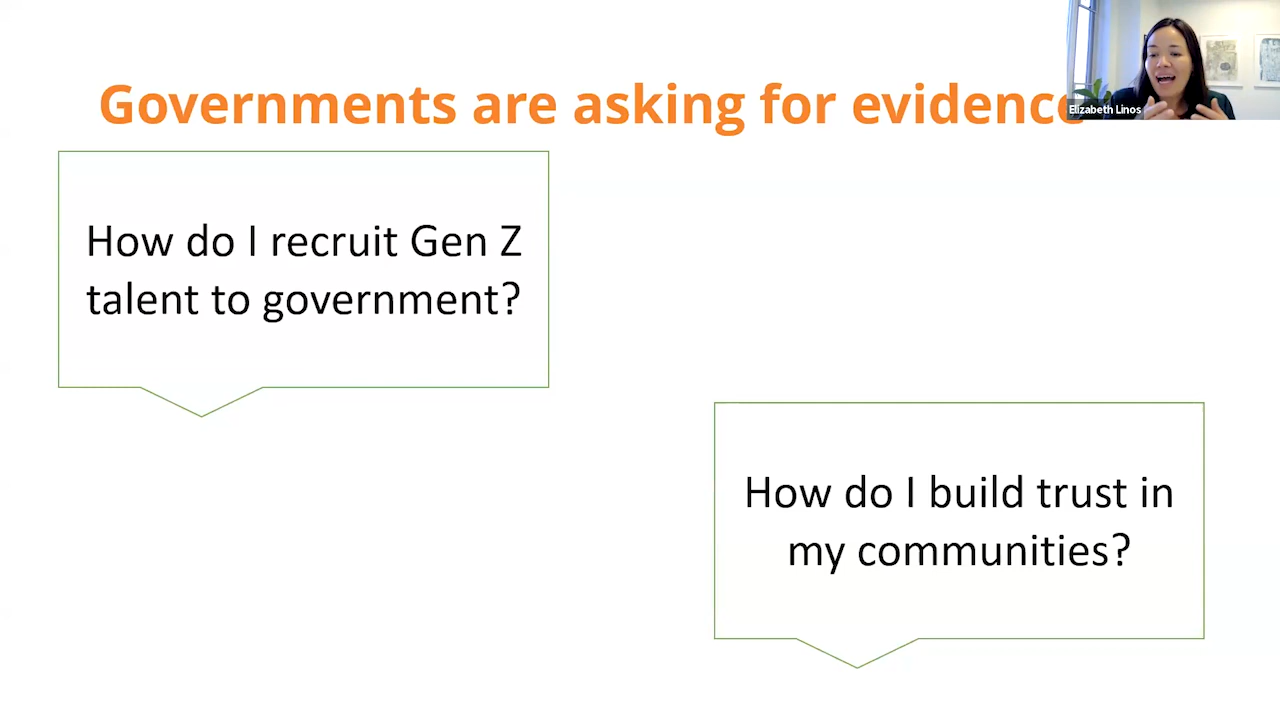 Governments are asking for evidence
Elizabeth Linos
How do I recruit Gen Z
talent to government?
How do I build trust in
my communities?